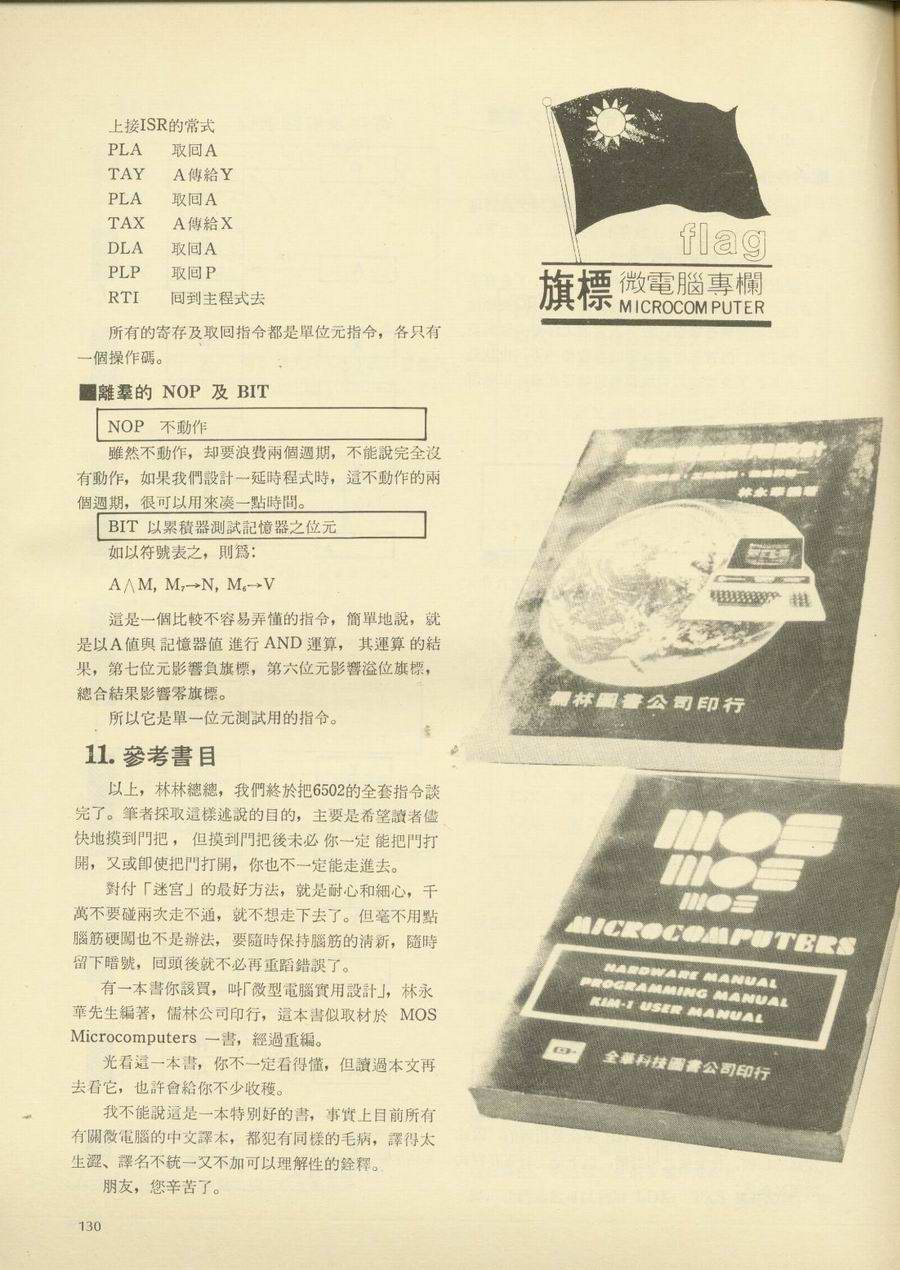 上接ISR的常式
PLA 取回A
TAY A傳給Y
PLA 取回A
TAX A傳給X
DLA 取回A
PLP 取回P
RTI 回到主程式去
所有的寄存及取回指令都是單位元指令，各只有
一個操作碼。
■離羣的 NOP 及 BIT
NOP 不動作
雖然不動作，却要浪費兩個週期，不能說完全沒
有動作，如果我們設計一延時程式時，這不動作的兩
個週期，很可以用來湊一點時間。
BIT 以累積器測試記憶器之位元
如以符號表之，則爲：
A∧M, M₇→N, M₆→V
這是一個比較不容易弄懂的指令，簡單地說，就
是以A值與記憶器值進行 AND 運算，其運算的結
果，第七位元影響負旗標，第六位元影響溢位旗標，
總合結果影響零旗標。
所以它是單一位元測試用的指令。
11. 參考書目
以上，林林總總，我們終於把6502的全套指令談
完了。筆者採取這樣述說的目的，主要是希望讀者儘
快地摸到門把，但摸到門把後未必你一定能把門打
開，又或卽使把門打開，你也不一定能走進去。
對付「迷宮」的最好方法，就是耐心和細心，千
萬不要碰兩次走不通，就不想走下去了。但毫不用點
腦筋硬闖也不是辦法，要隨時保持腦筋的淸新，隨時
留下暗號，回頭後就不必再重蹈錯誤了。
有一本書你該買，叫「微型電腦實用設計」，林永
華先生編著，儒林公司印行，這本書似取材於 MOS
Microcomputers 一書，經過重編。
光看這一本書，你不一定看得懂，但讀過本文再
去看它，也許會給你不少收穫。
我不能說這是一本特別好的書，事實上目前所有
有關微電腦的中文譯本，都犯有同樣的毛病，譯得太
生澀、譯名不統一又不加可以理解性的銓釋。
朋友，您辛苦了。
130
flag
旗標 微電腦專欄
MICROCOMPUTER
林永華編著
儒林圖書公司印行
MOS
MOS
MOS
MICROCOMPUTERS
HARDWARE MANUAL
PROGRAMMING MANUAL
KIM-1 USER MANUAL
全華科技圖書公司印行